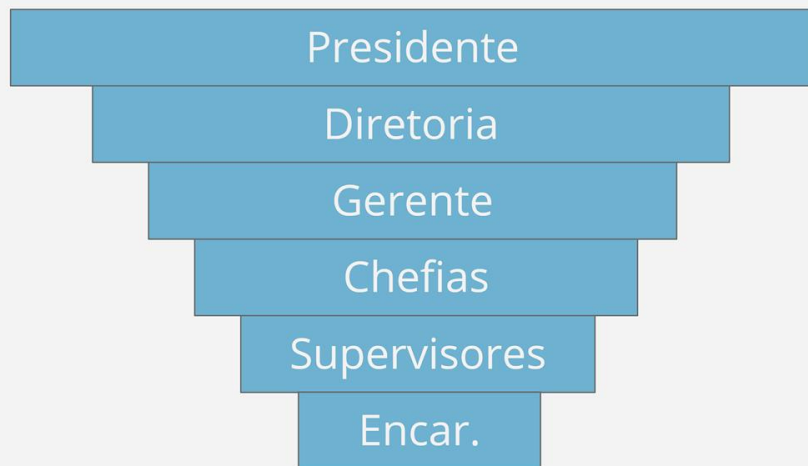 Presidente
Diretoria
Gerente
Chefias
Supervisores
Encar.